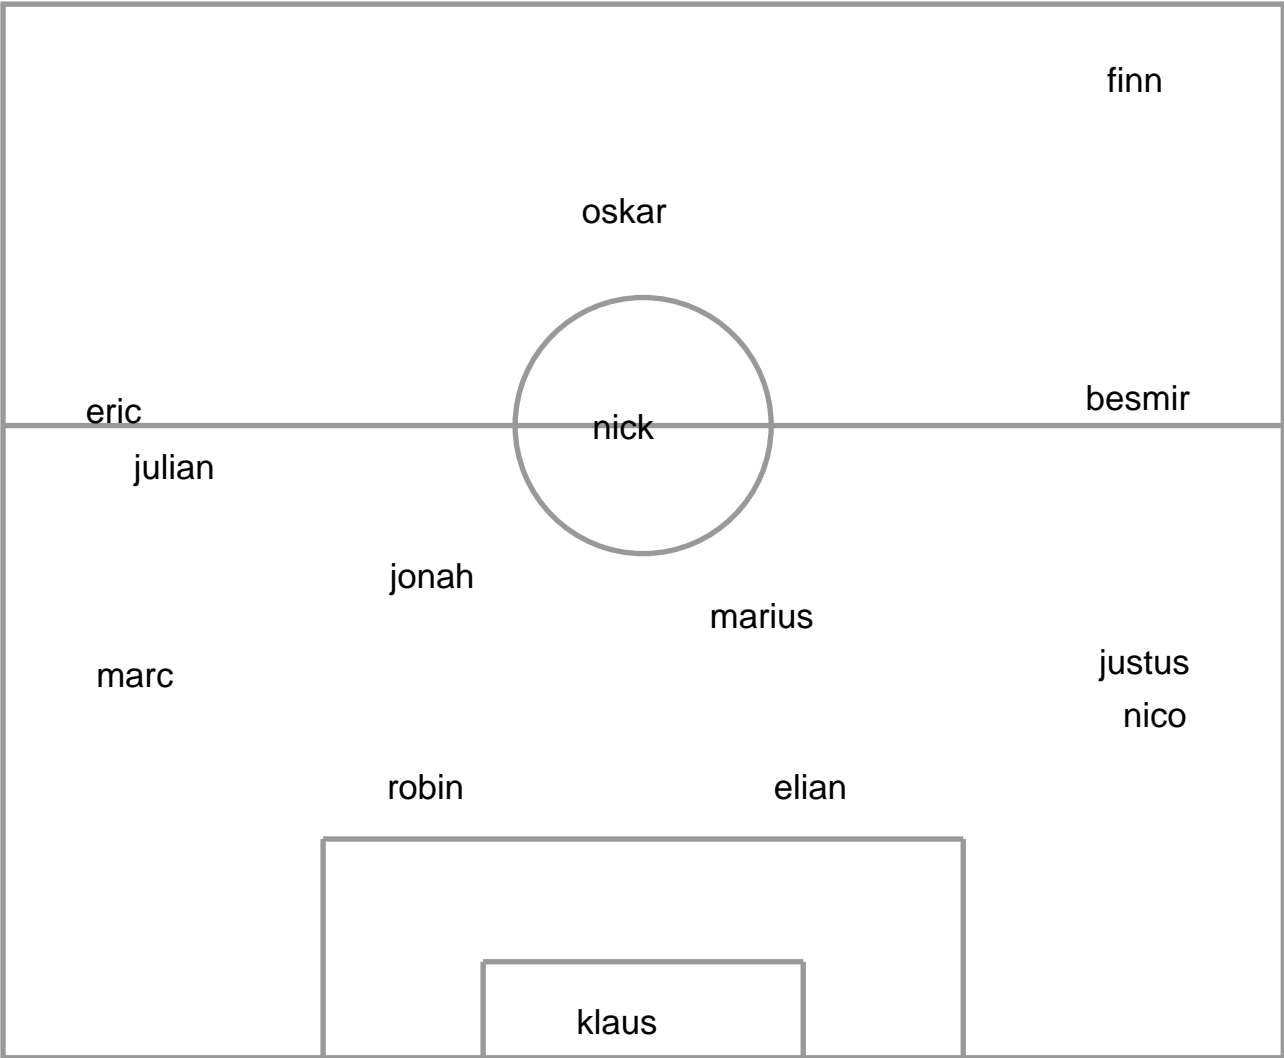 finn
oskar
besmir
eric
nick
julian
jonah
marius
justus
marc
nico
robin
elian
klaus